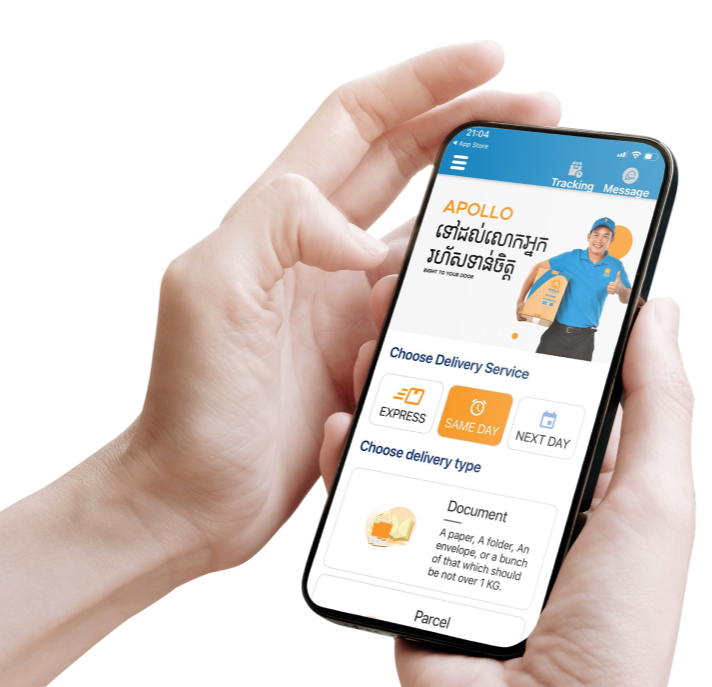 21:04
App Store
Tracking
Message
APOLLO
ទៅដល់លោកអ្នក
រហ័សទាន់ចិត្ត
RIGHT TO YOUR DOOR
Choose Delivery Service
EXPRESS
SAME DAY
NEXT DAY
Choose delivery type
Document
A paper, A folder, An
envelope, or a bunch
of that which should
be not over 1 KG.
Parcel